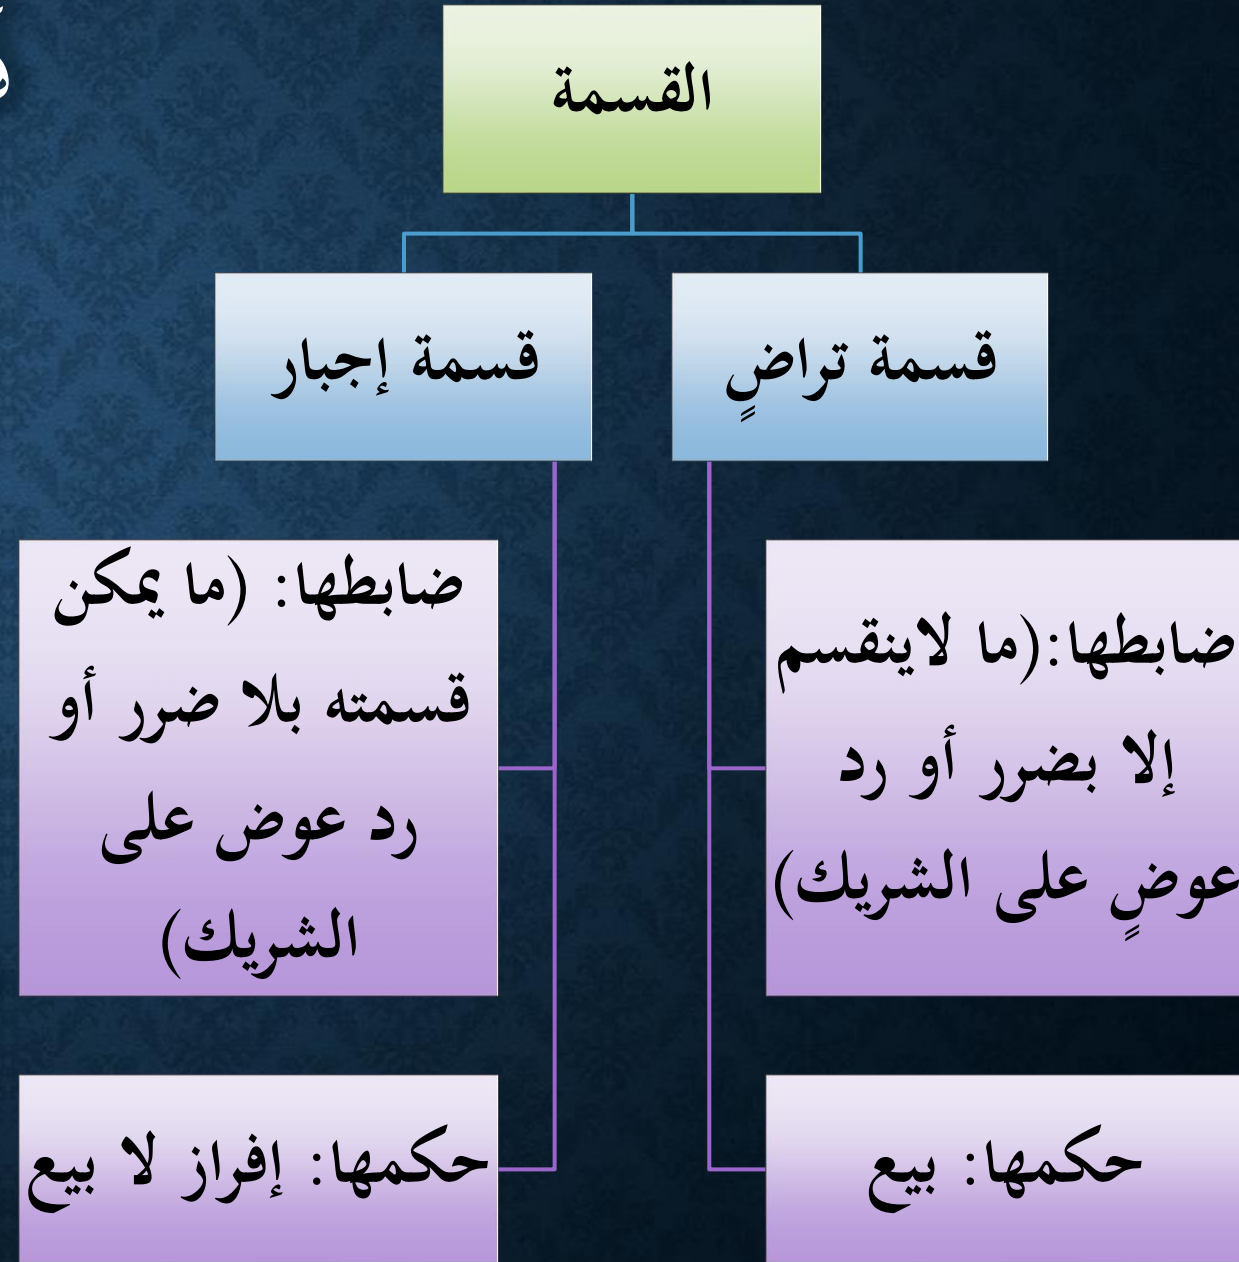 القسمة
قسمة تراضٍ
قسمة إجبار
ضابطها:(ما لاينقسم
إلا بضرر أو رد
عوضٍ على الشريك)
حكمها: بيع
ضابطها: (ما يمكن
قسمته بلا ضرر أو
رد عوض على
الشريك)
حكمها: إفراز لا بيع